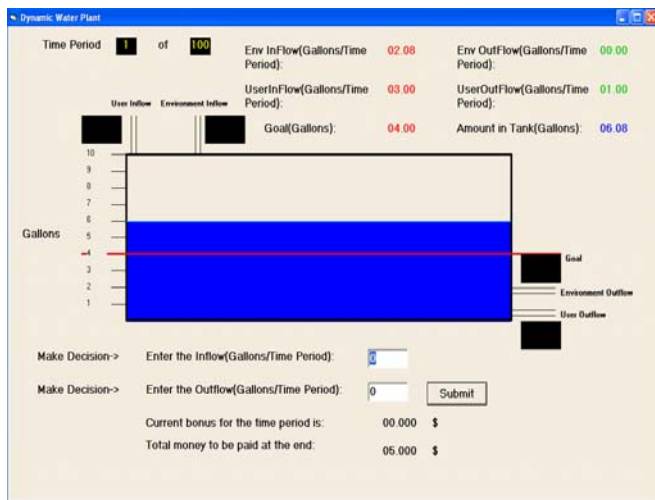 Dynamic Water Plant
Time Period 1 of 100
Env InFlow(Gallons/Time Period): 02.08
Env OutFlow(Gallons/Time Period): 00.00
UserInFlow(Gallons/Time Period): 03.00
UserOutFlow(Gallons/Time Period): 01.00
Goal(Gallons): 04.00
Amount in Tank(Gallons): 06.08
User Inflow Environment Inflow
10
9
8
7
6
Gallons
5
4
3
2
1
Goal
Environment Outflow
User Outflow
Make Decision-> Enter the Inflow(Gallons/Time Period): 0
Make Decision-> Enter the Outflow(Gallons/Time Period): 0 Submit
Current bonus for the time period is: 00.000 $
Total money to be paid at the end: 05.000 $